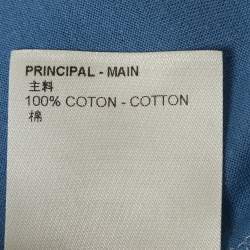 PRINCIPAL - MAIN
主料
100% COTON - COTTON
棉